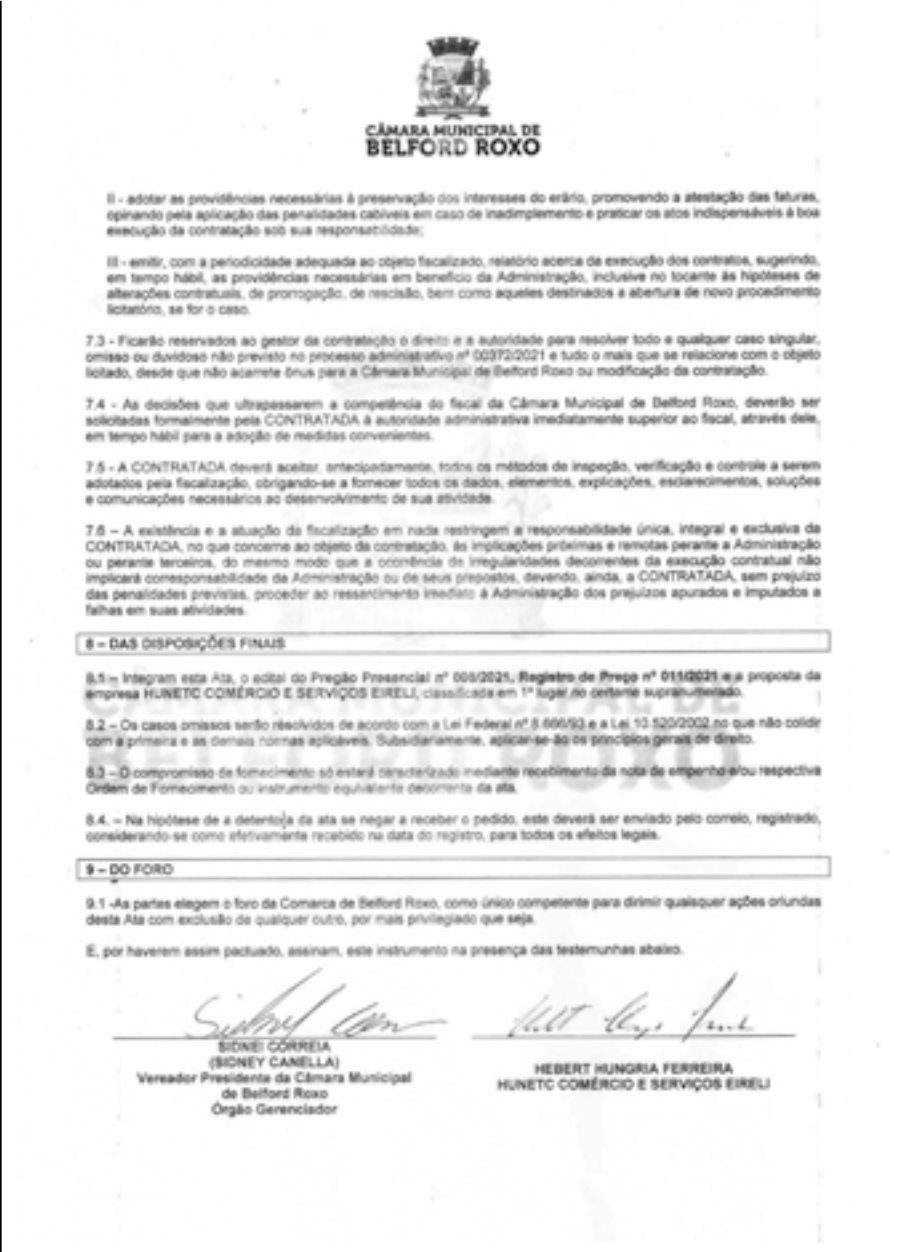 CÂMARA MUNICIPAL DE
BELFORD ROXO
II - adotar as providências necessárias à preservação dos interesses do erário, promovendo a atestação das faturas,
opinando pela aplicação das penalidades cabíveis em caso de inadimplemento e praticar os atos indispensáveis à boa
execução da contratação sob sua responsabilidade;
III - emitir, com a periodicidade adequada ao objeto fiscalizado, relatório acerca da execução dos contratos, sugerindo,
em tempo hábil, as providências necessárias em benefício da Administração, inclusive no tocante às hipóteses de
alterações contratuais, de prorrogação, de rescisão, bem como aqueles destinados a abertura de novo procedimento
licitatório, se for o caso.
7.3 - Ficarão reservados ao gestor da contratação o direito e a autoridade para resolver todo e qualquer caso singular,
omisso ou duvidoso não previsto no processo administrativo nº 00372/2021 e tudo o mais que se relacione com o objeto
licitado, desde que não acarrete ônus para a Câmara Municipal de Belford Roxo ou modificação da contratação.
7.4 - As decisões que ultrapassarem a competência do fiscal da Câmara Municipal de Belford Roxo, deverão ser
solicitadas formalmente pela CONTRATADA à autoridade administrativa imediatamente superior ao fiscal, através dele,
em tempo hábil para a adoção de medidas convenientes.
7.5 - A CONTRATADA deverá aceitar, antecipadamente, todos os métodos de inspeção, verificação e controle a serem
adotados pela fiscalização, obrigando-se a fornecer todos os dados, elementos, explicações, esclarecimentos, soluções
e comunicações necessários ao desenvolvimento de sua atividade.
7.6 – A existência e a atuação da fiscalização em nada restringem a responsabilidade única, integral e exclusiva da
CONTRATADA, no que concerne ao objeto da contratação, às implicações próximas e remotas perante a Administração
ou perante terceiros, do mesmo modo que a ocorrência de irregularidades decorrentes da execução contratual não
implicará corresponsabilidade da Administração ou de seus prepostos, devendo, ainda, a CONTRATADA, sem prejuízo
das penalidades previstas, proceder ao ressarcimento imediato à Administração dos prejuízos apurados e imputados a
falhas em suas atividades.
8 – DAS DISPOSIÇÕES FINAIS
8.1 – Integram esta Ata, o edital do Pregão Presencial nº 008/2021, Registro de Preço nº 011/2021 e a proposta da
empresa HUNETC COMÉRCIO E SERVIÇOS EIRELI, classificada em 1º lugar no certame supranumerado.
8.2 – Os casos omissos serão resolvidos de acordo com a Lei Federal nº 8.666/93 e a Lei 10.520/2002 no que não colidir
com a primeira e as demais normas aplicáveis. Subsidiariamente, aplicar-se-ão os princípios gerais de direito.
8.3 – O compromisso de fornecimento só estará caracterizado mediante recebimento da nota de empenho e/ou respectiva
Ordem de Fornecimento ou instrumento equivalente decorrente da ata.
8.4. – Na hipótese de a detentora da ata se negar a receber o pedido, este deverá ser enviado pelo correio, registrado,
considerando-se como efetivamente recebido na data do registro, para todos os efeitos legais.
9 – DO FORO
9.1 -As partes elegem o foro da Comarca de Belford Roxo, como único competente para dirimir quaisquer ações oriundas
desta Ata com exclusão de qualquer outro, por mais privilegiado que seja.
E, por haverem assim pactuado, assinam, este instrumento na presença das testemunhas abaixo.
SIDNEI CORREIA
(SIDNEY CANELLA)
Vereador Presidente da Câmara Municipal
de Belford Roxo
Órgão Gerenciador
HEBERT HUNGRIA FERREIRA
HUNETC COMÉRCIO E SERVIÇOS EIRELI